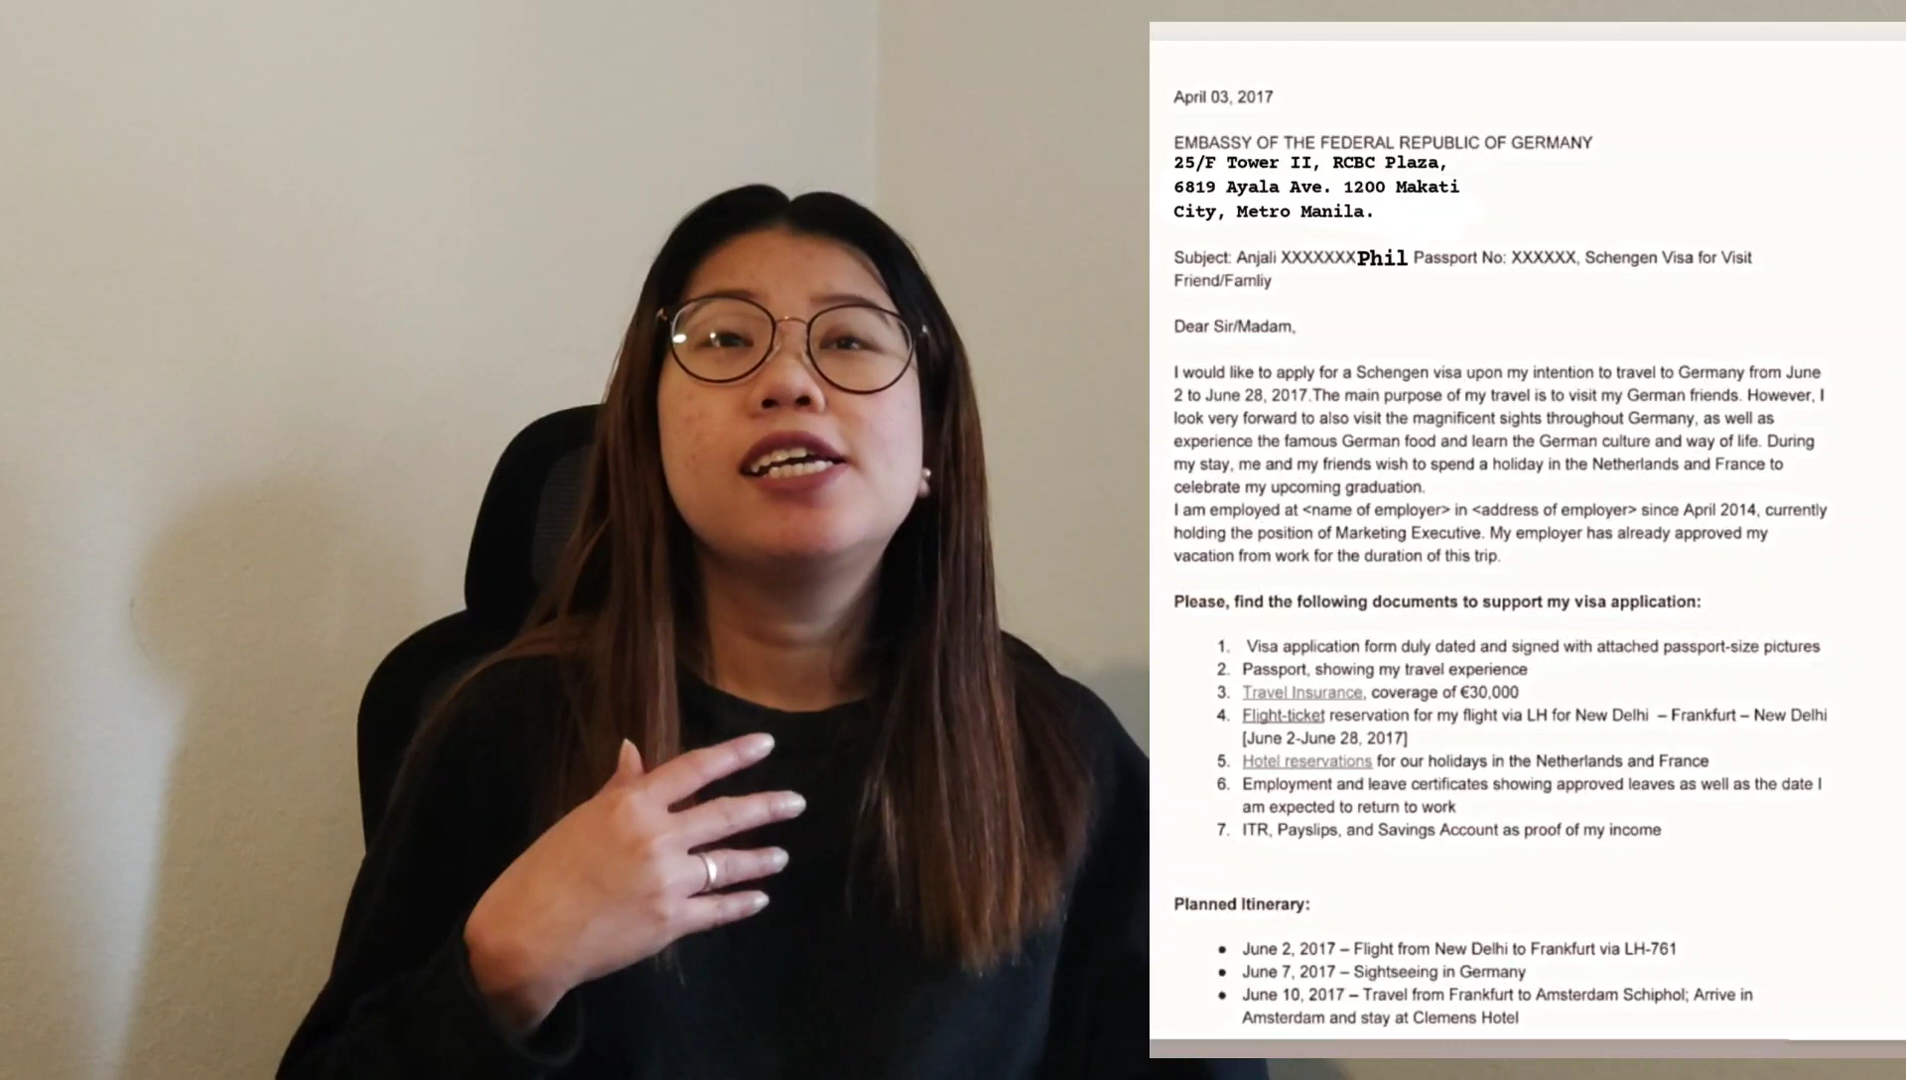 April 03, 2017
EMBASSY OF THE FEDERAL REPUBLIC OF GERMANY
25/F Tower II, RCBC Plaza,
6819 Ayala Ave. 1200 Makati
City, Metro Manila.
Subject: Anjali XXXXXXXPhil Passport No: XXXXXX, Schengen Visa for Visit
Friend/Famliy
Dear Sir/Madam,
I would like to apply for a Schengen visa upon my intention to travel to Germany from June
2 to June 28, 2017.The main purpose of my travel is to visit my German friends. However, I
look very forward to also visit the magnificent sights throughout Germany, as well as
experience the famous German food and learn the German culture and way of life. During
my stay, me and my friends wish to spend a holiday in the Netherlands and France to
celebrate my upcoming graduation.
I am employed at <name of employer> in <address of employer> since April 2014, currently
holding the position of Marketing Executive. My employer has already approved my
vacation from work for the duration of this trip.
Please, find the following documents to support my visa application:
1. Visa application form duly dated and signed with attached passport-size pictures
2. Passport, showing my travel experience
3. Travel Insurance, coverage of €30,000
4. Flight-ticket reservation for my flight via LH for New Delhi – Frankfurt – New Delhi
[June 2-June 28, 2017]
5. Hotel reservations for our holidays in the Netherlands and France
6. Employment and leave certificates showing approved leaves as well as the date I
am expected to return to work
7. ITR, Payslips, and Savings Account as proof of my income
Planned Itinerary:
• June 2, 2017 – Flight from New Delhi to Frankfurt via LH-761
• June 7, 2017 – Sightseeing in Germany
• June 10, 2017 – Travel from Frankfurt to Amsterdam Schiphol; Arrive in
Amsterdam and stay at Clemens Hotel